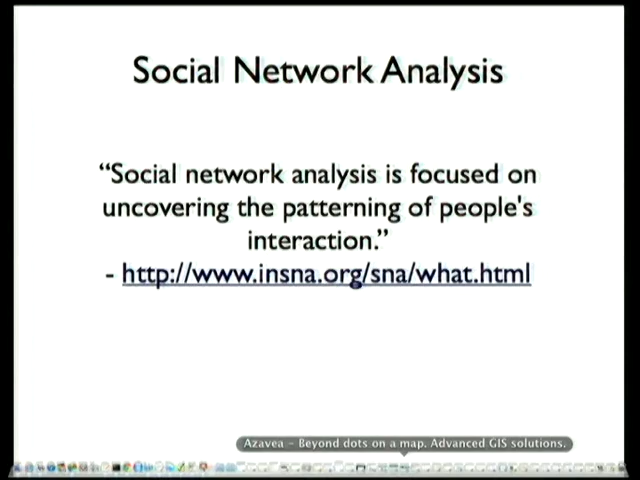 Social Network Analysis
“Social network analysis is focused on
uncovering the patterning of people's
interaction.”
- http://www.insna.org/sna/what.html
Azavea – Beyond dots on a map. Advanced GIS solutions.